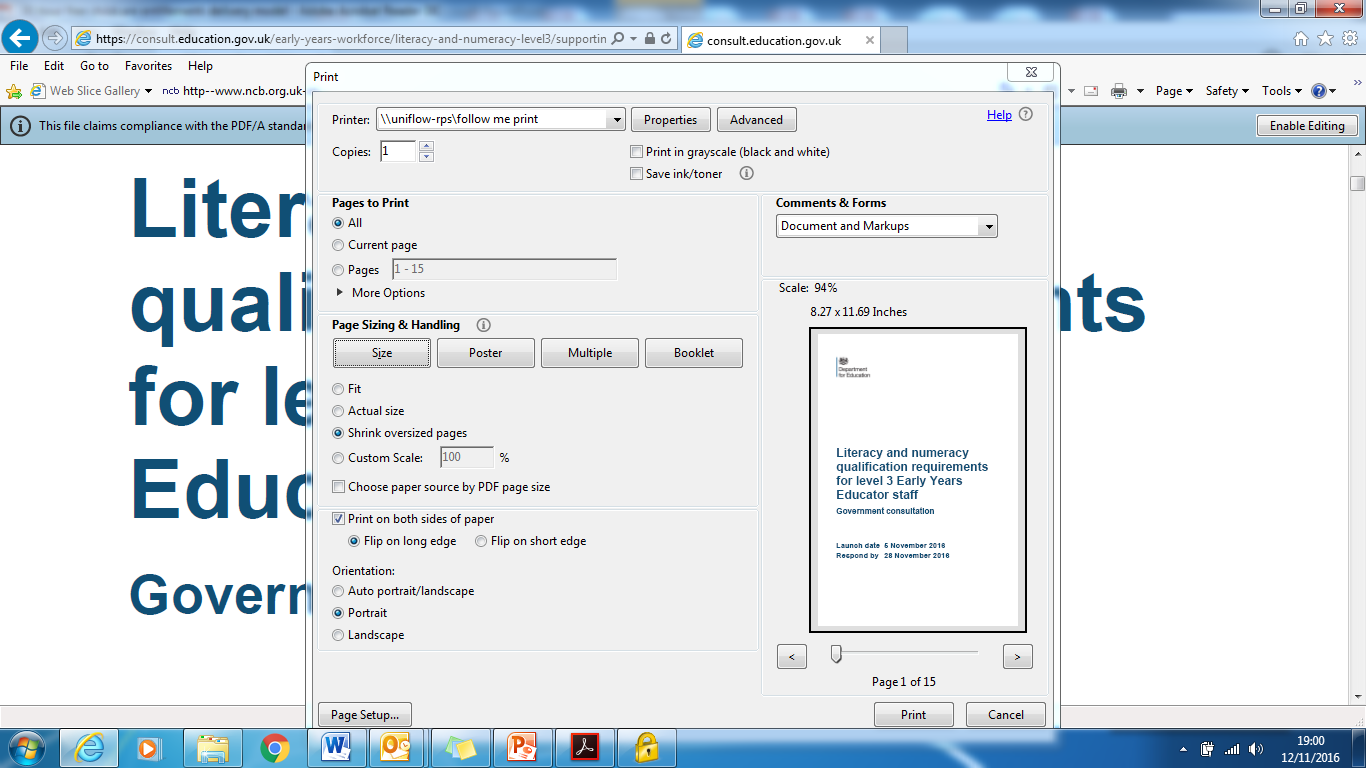 https://consult.education.gov.uk/early-years-workforce/literacy-and-numeracy-level3/supportin
consult.education.gov.uk
File Edit Go to Favorites Help
Print
Web Slice Gallery ncb http--www.ncb.org.uk-
Page Safety Tools
This file claims compliance with the PDF/A standar
Enable Editing
Printer: \\uniflow-rps\follow me print Properties Advanced Help
Copies: 1 Print in grayscale (black and white)
Save ink/toner
Pages to Print
All
Current page
Pages 1 - 15
More Options
Comments & Forms
Document and Markups
Page Sizing & Handling
Size Poster Multiple Booklet
Fit
Actual size
Shrink oversized pages
Custom Scale: 100 %
Choose paper source by PDF page size
Print on both sides of paper
Flip on long edge Flip on short edge
Orientation:
Auto portrait/landscape
Portrait
Landscape
Scale: 94%
8.27 x 11.69 Inches
Department
for Education
Literacy and numeracy
qualification requirements
for level 3 Early Years
Educator staff
Government consultation
Launch date 5 November 2016
Respond by 28 November 2016
< >
Page 1 of 15
Page Setup... Print Cancel
19:00
12/11/2016